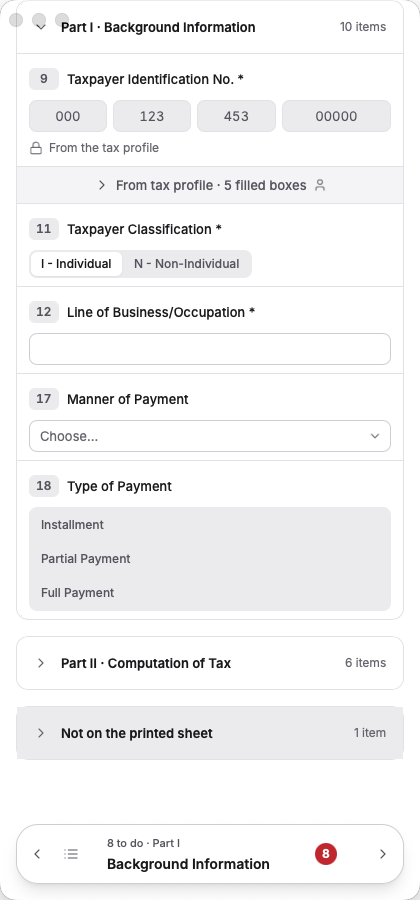 Part I · Background Information 10 items
9 Taxpayer Identification No. *
000 123 453 00000
From the tax profile
From tax profile · 5 filled boxes
11 Taxpayer Classification *
I - Individual N - Non-Individual
12 Line of Business/Occupation *
17 Manner of Payment
Choose...
18 Type of Payment
Installment
Partial Payment
Full Payment
Part II · Computation of Tax 6 items
Not on the printed sheet 1 item
8 to do · Part I
Background Information 8